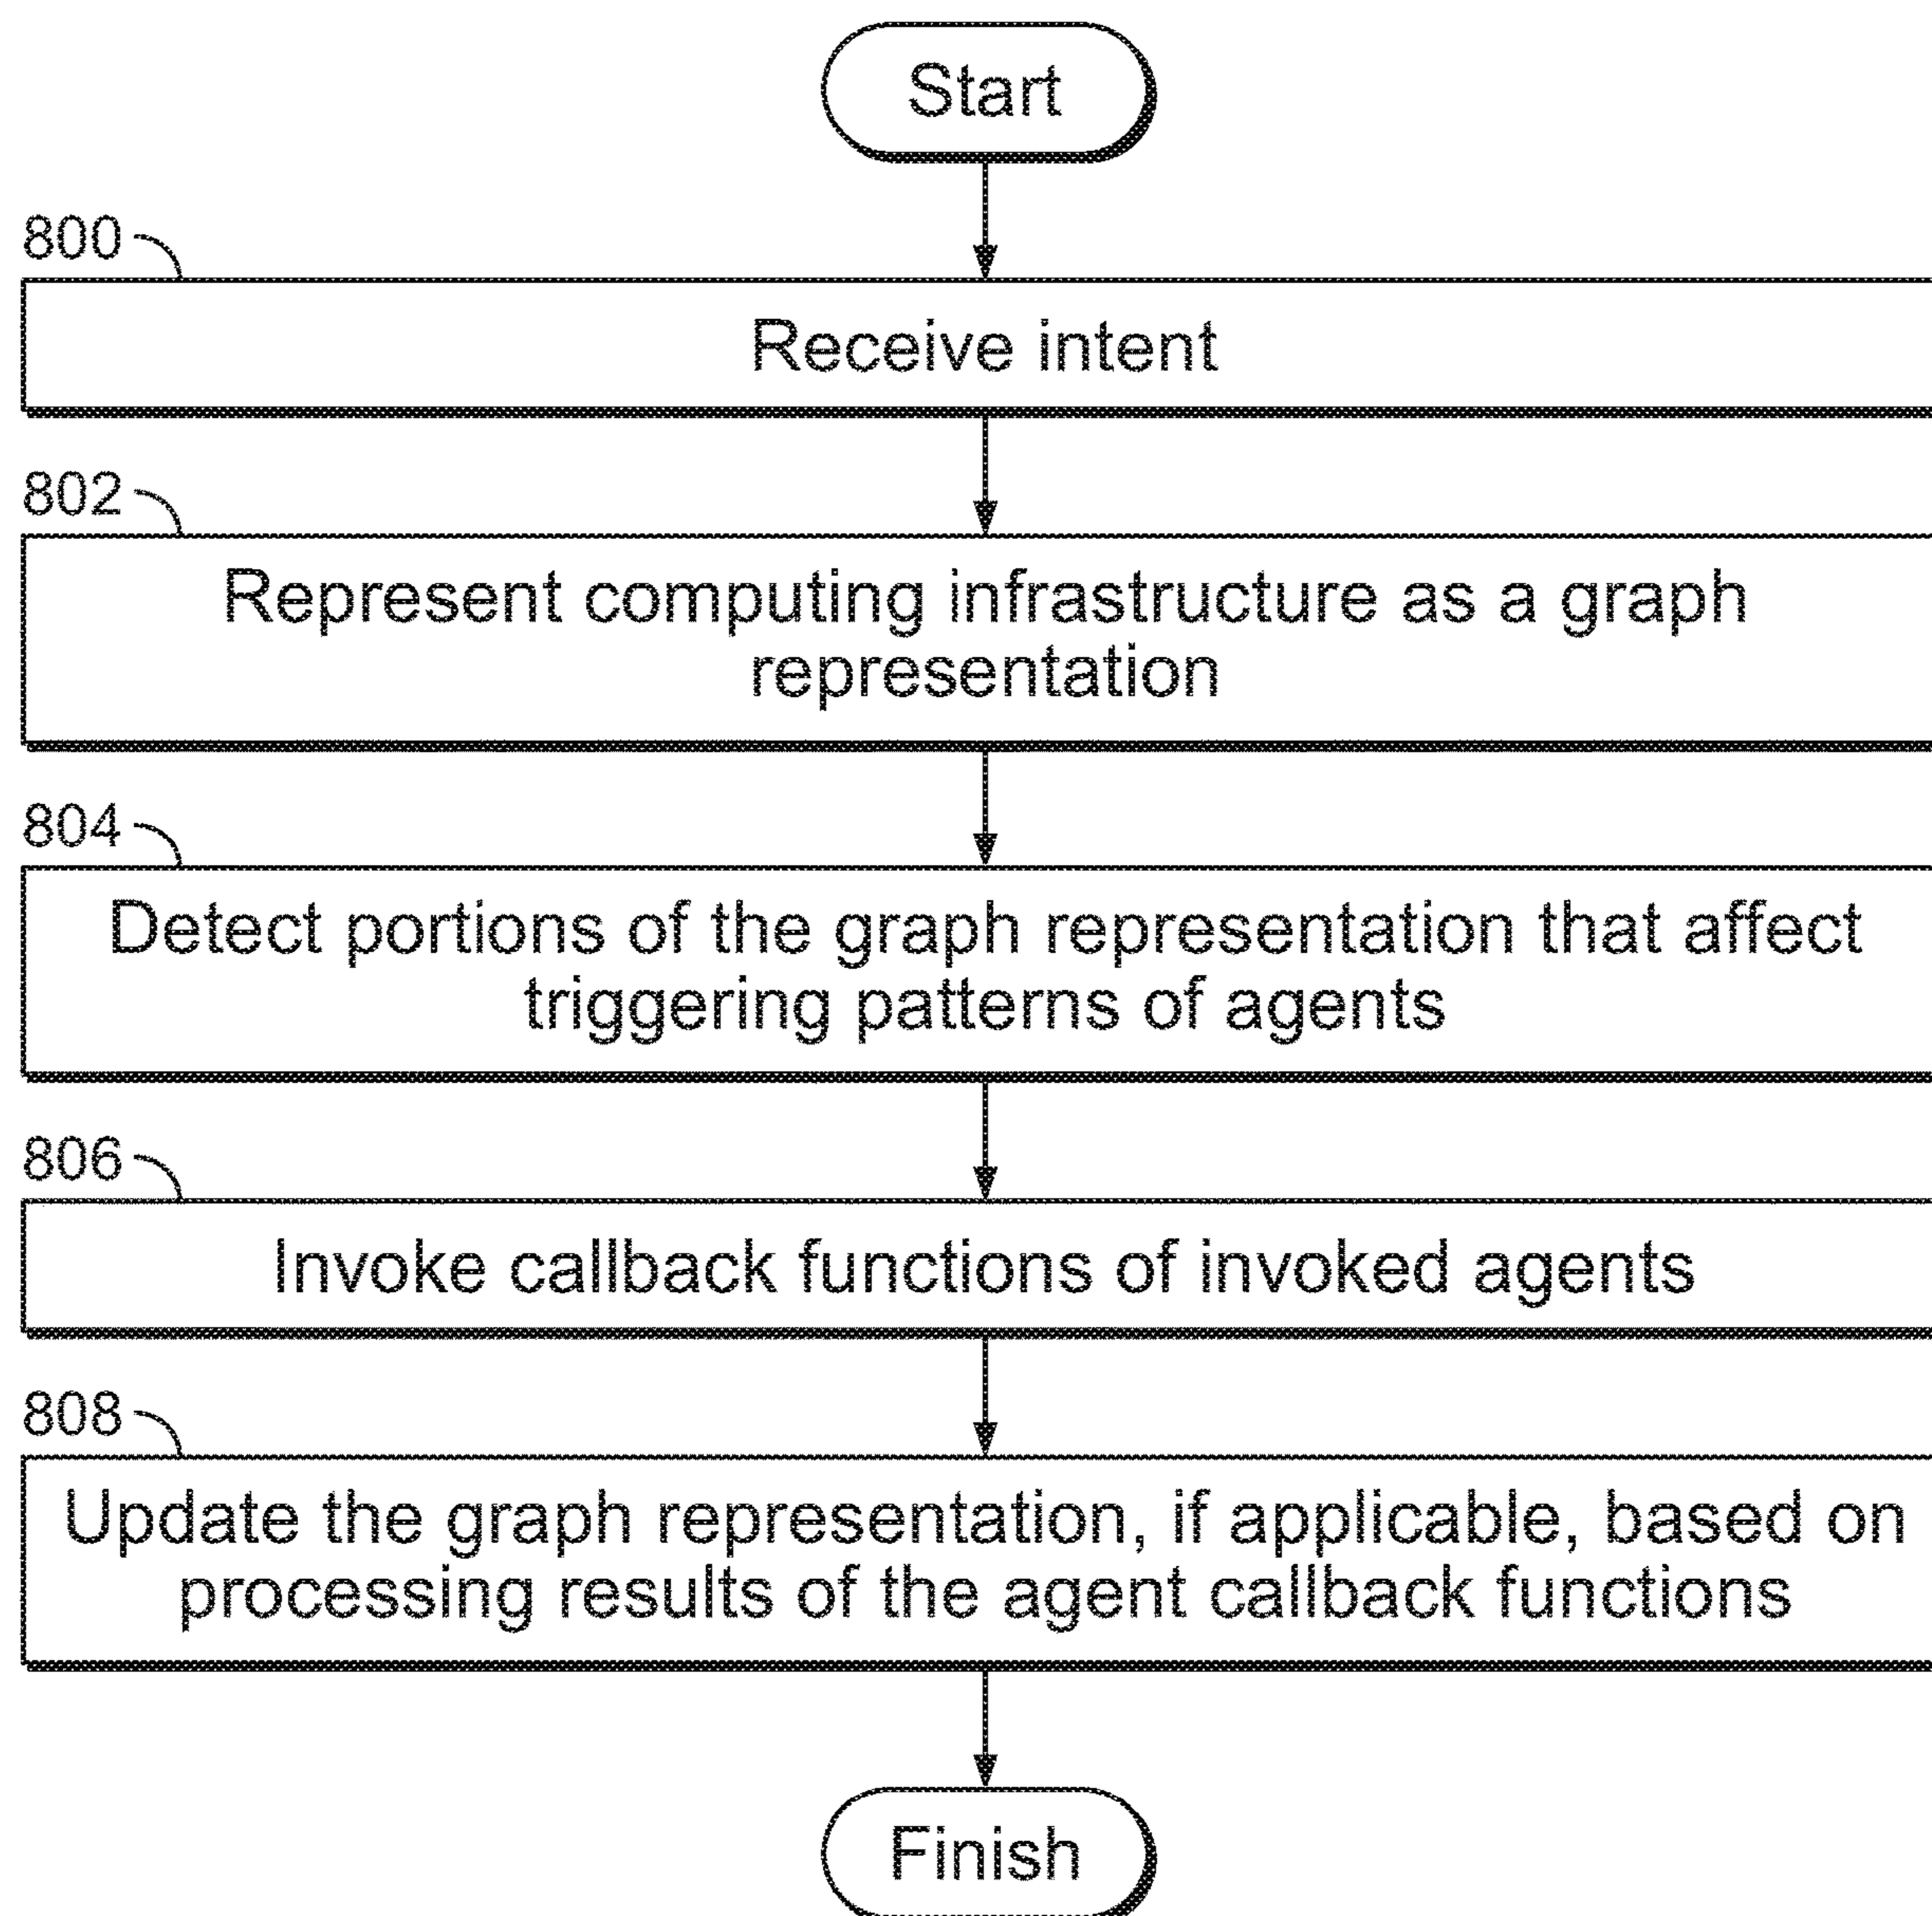 Start
800
Receive intent
802
Represent computing infrastructure as a graph
representation
804
Detect portions of the graph representation that affect
triggering patterns of agents
806
Invoke callback functions of invoked agents
808
Update the graph representation, if applicable, based on
processing results of the agent callback functions
Finish